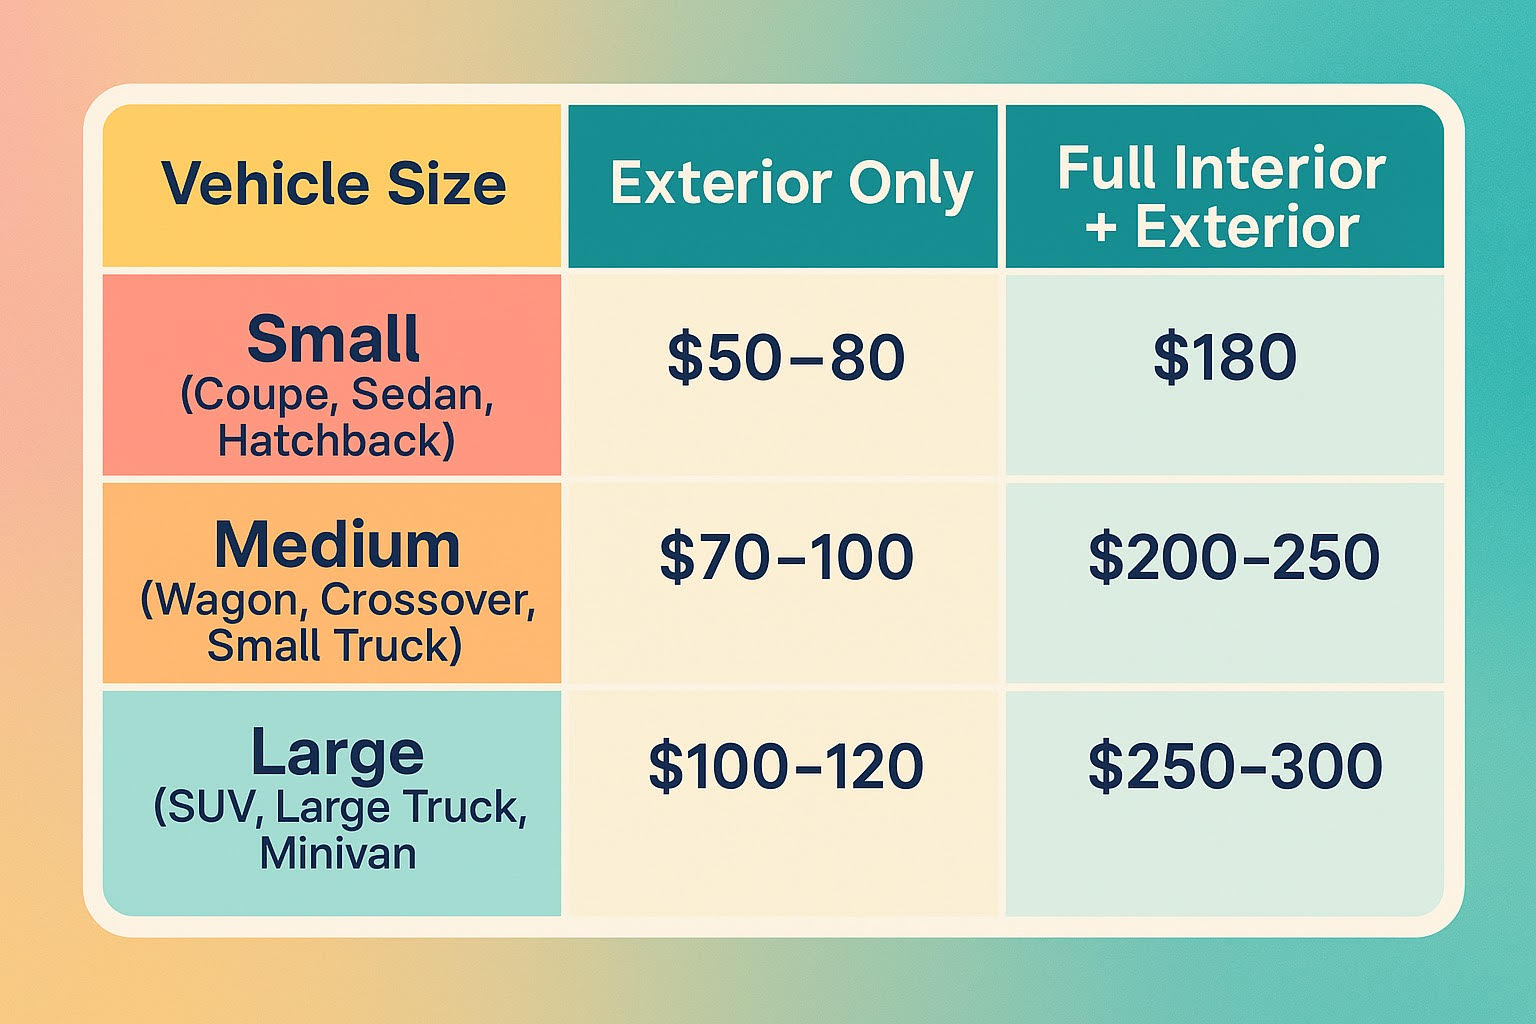 Vehicle Size
Exterior Only
Full Interior
+ Exterior
Small
(Coupe, Sedan,
Hatchback)
$50–80
$180
Medium
(Wagon, Crossover,
Small Truck)
$70–100
$200–250
Large
(SUV, Large Truck,
Minivan
$100–120
$250–300